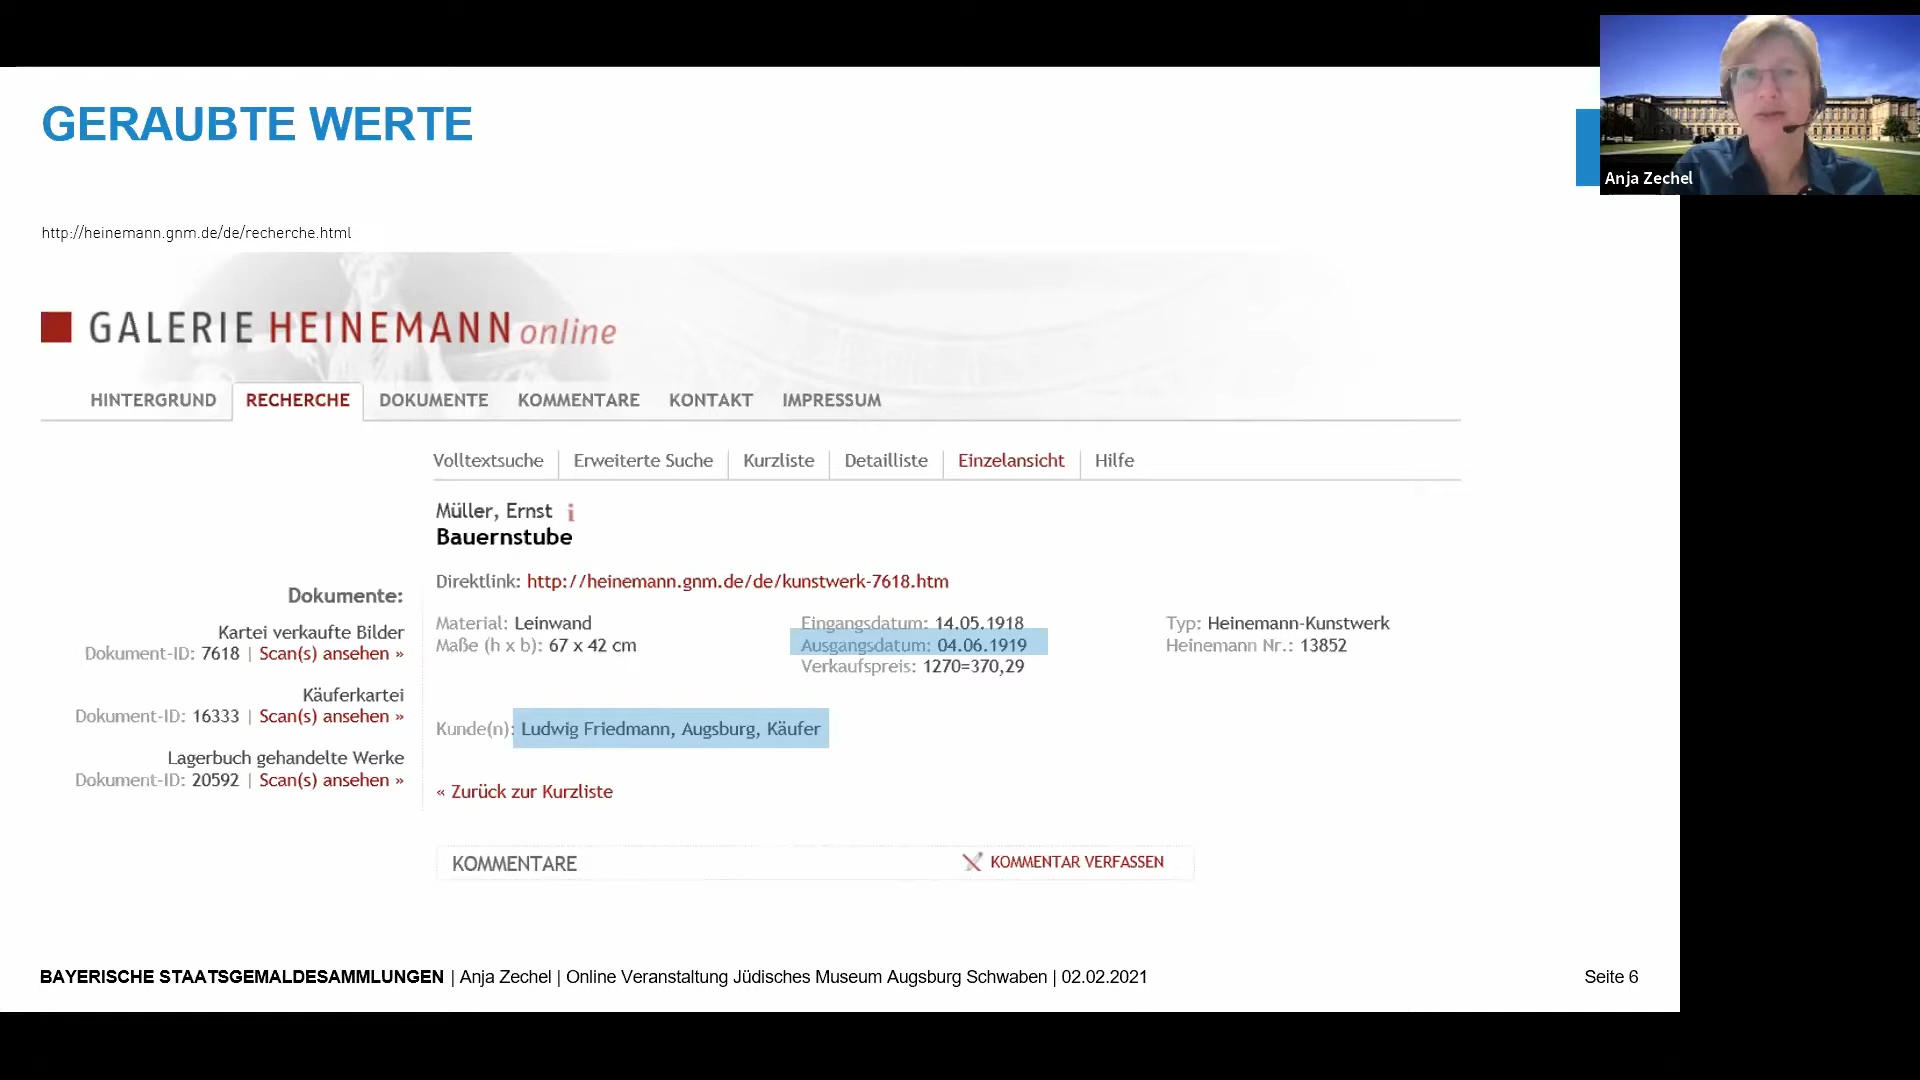 GERAUBTE WERTE
Anja Zechel
http://heinemann.gnm.de/de/recherche.html
GALERIE HEINEMANN online
HINTERGRUND RECHERCHE DOKUMENTE KOMMENTARE KONTAKT IMPRESSUM
Volltextsuche Erweiterte Suche Kurzliste Detailliste Einzelansicht Hilfe
Müller, Ernst i
Bauernstube
Direktlink: http://heinemann.gnm.de/de/kunstwerk-7618.htm
Material: Leinwand
Maße (h x b): 67 x 42 cm
Eingangsdatum: 14.05.1918
Ausgangsdatum: 04.06.1919
Verkaufspreis: 1270=370,29
Typ: Heinemann-Kunstwerk
Heinemann Nr.: 13852
Kunde(n): Ludwig Friedmann, Augsburg, Käufer
« Zurück zur Kurzliste
Dokumente:
Kartei verkaufte Bilder
Dokument-ID: 7618 | Scan(s) ansehen »
Käuferkartei
Dokument-ID: 16333 | Scan(s) ansehen »
Lagerbuch gehandelte Werke
Dokument-ID: 20592 | Scan(s) ansehen »
KOMMENTARE KOMMENTAR VERFASSEN
BAYERISCHE STAATSGEMALDESAMMLUNGEN | Anja Zechel | Online Veranstaltung Jüdisches Museum Augsburg Schwaben | 02.02.2021
Seite 6